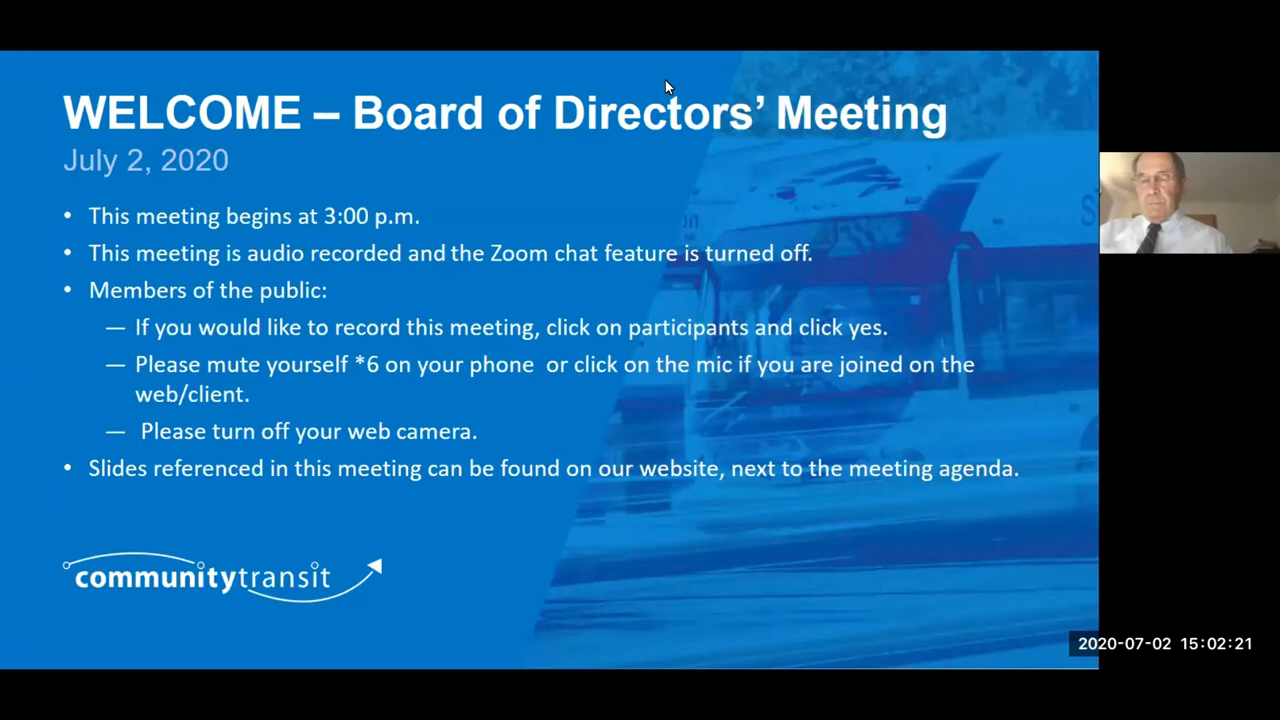 WELCOME – Board of Directors’ Meeting
July 2, 2020
• This meeting begins at 3:00 p.m.
• This meeting is audio recorded and the Zoom chat feature is turned off.
• Members of the public:
— If you would like to record this meeting, click on participants and click yes.
— Please mute yourself *6 on your phone  or click on the mic if you are joined on the
web/client.
— Please turn off your web camera.
• Slides referenced in this meeting can be found on our website, next to the meeting agenda.
communitytransit
2020-07-02 15:02:21